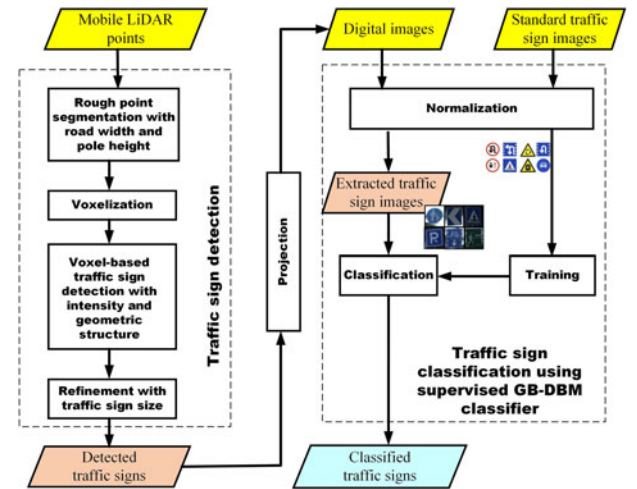 Mobile LiDAR
points
Rough point
segmentation with
road width and
pole height
Voxelization
Voxel-based
traffic sign
detection with
intensity and
geometric
structure
Refinement with
traffic sign size
Traffic sign detection
Detected
traffic signs
Projection
Digital images
Standard traffic
sign images
Normalization
Extracted traffic
sign images
P
Classification
Training
Traffic sign
classification using
supervised GB-DBM
classifier
Classified
traffic signs